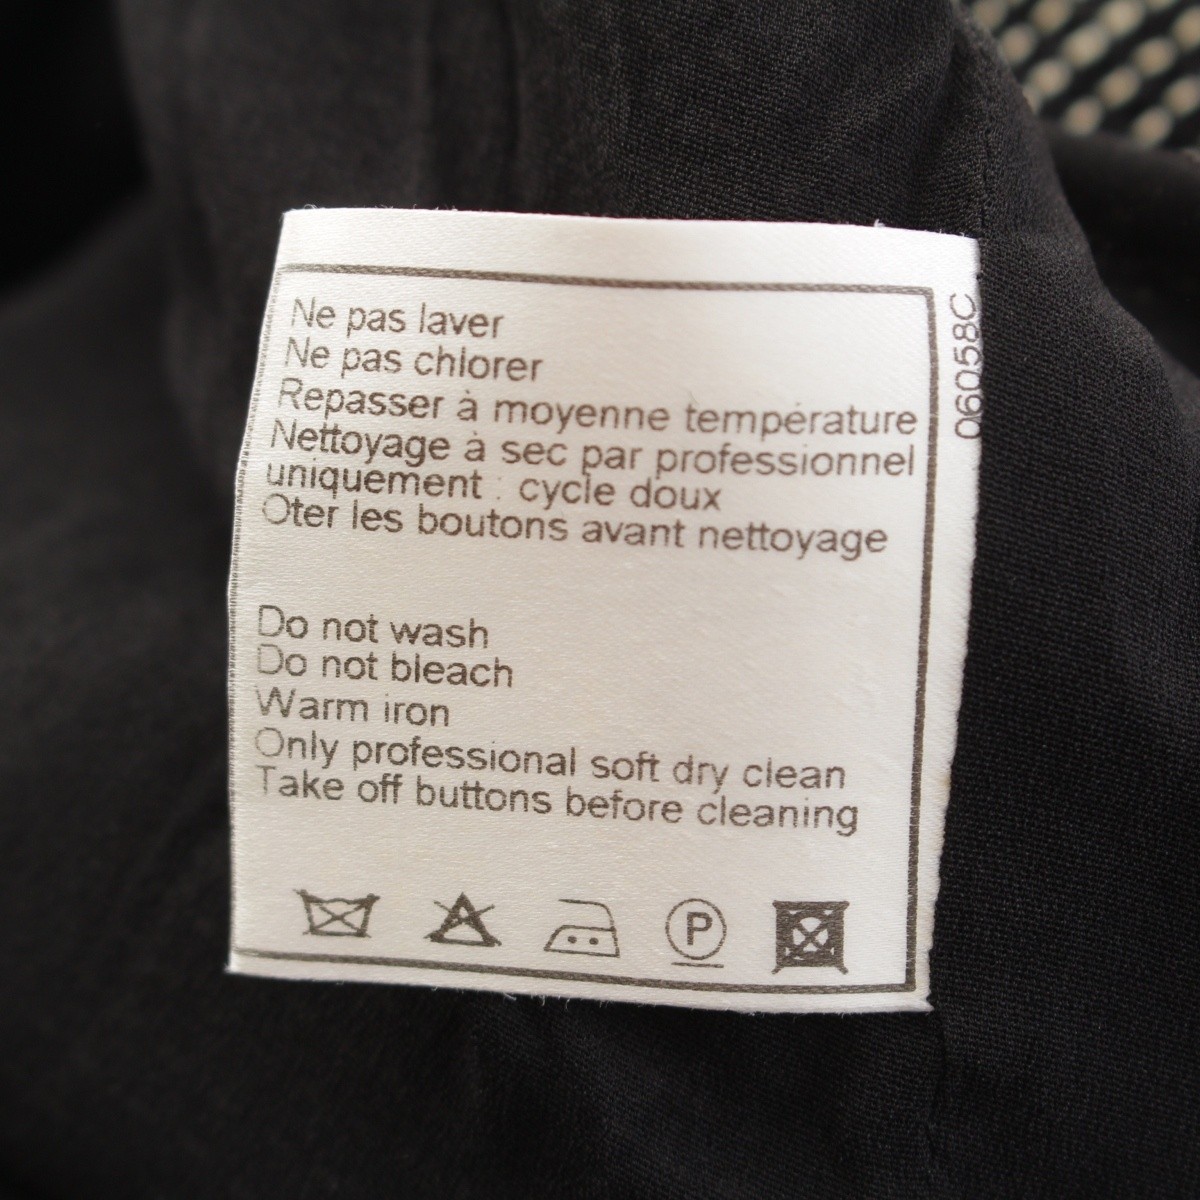 Ne pas laver
Ne pas chlorer
Repasser à moyenne température
Nettoyage à sec par professionnel
uniquement : cycle doux
Oter les boutons avant nettoyage
Do not wash
Do not bleach
Warm iron
Only professional soft dry clean
Take off buttons before cleaning
P
06058C